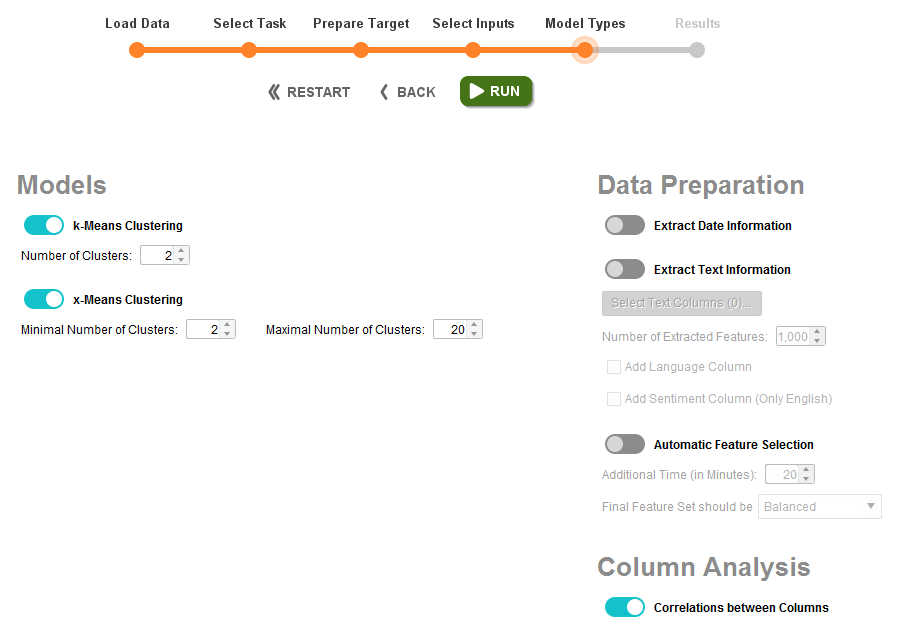 Load Data Select Task Prepare Target Select Inputs Model Types Results
RESTART BACK RUN
Models
k-Means Clustering
Number of Clusters: 2
x-Means Clustering
Minimal Number of Clusters: 2 Maximal Number of Clusters: 20
Data Preparation
Extract Date Information
Extract Text Information
Select Text Columns (0)...
Number of Extracted Features: 1,000
Add Language Column
Add Sentiment Column (Only English)
Automatic Feature Selection
Additional Time (in Minutes): 20
Final Feature Set should be Balanced
Column Analysis
Correlations between Columns